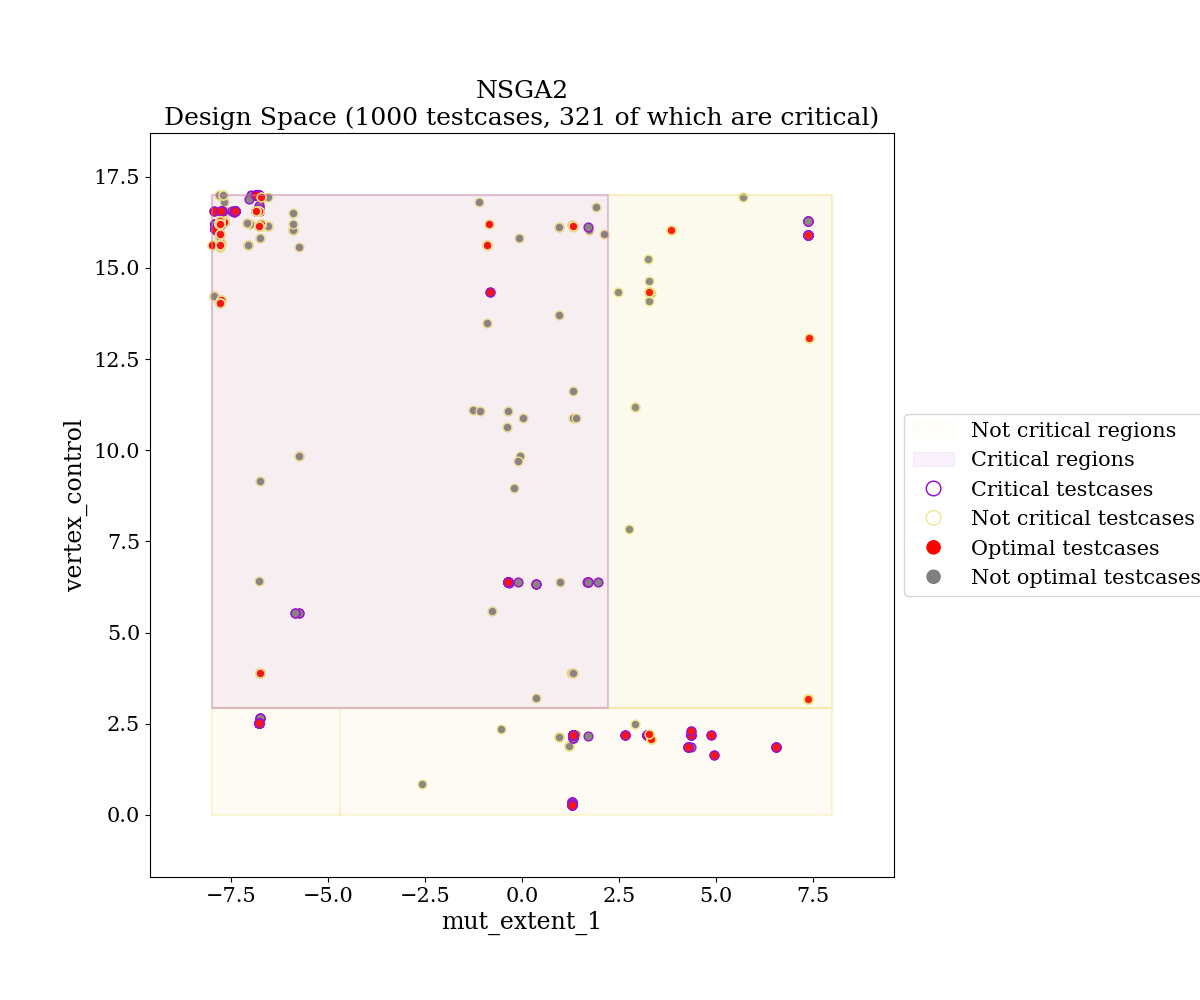 NSGA2
Design Space (1000 testcases, 321 of which are critical)
17.5
15.0
12.5
10.0
7.5
5.0
2.5
0.0
vertex_control
−7.5
−5.0
−2.5
0.0
2.5
5.0
7.5
mut_extent_1
Not critical regions
Critical regions
Critical testcases
Not critical testcases
Optimal testcases
Not optimal testcases